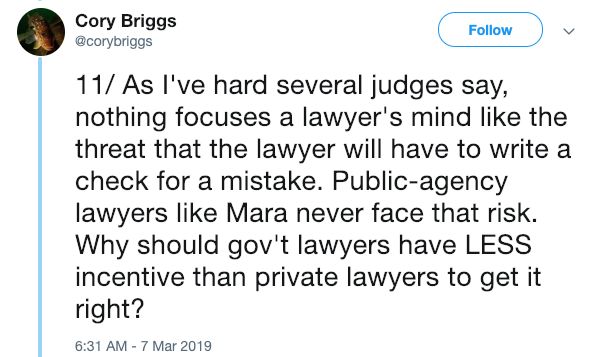 Cory Briggs
@corybriggs
Follow
11/ As I've hard several judges say,
nothing focuses a lawyer's mind like the
threat that the lawyer will have to write a
check for a mistake. Public-agency
lawyers like Mara never face that risk.
Why should gov't lawyers have LESS
incentive than private lawyers to get it
right?
6:31 AM - 7 Mar 2019